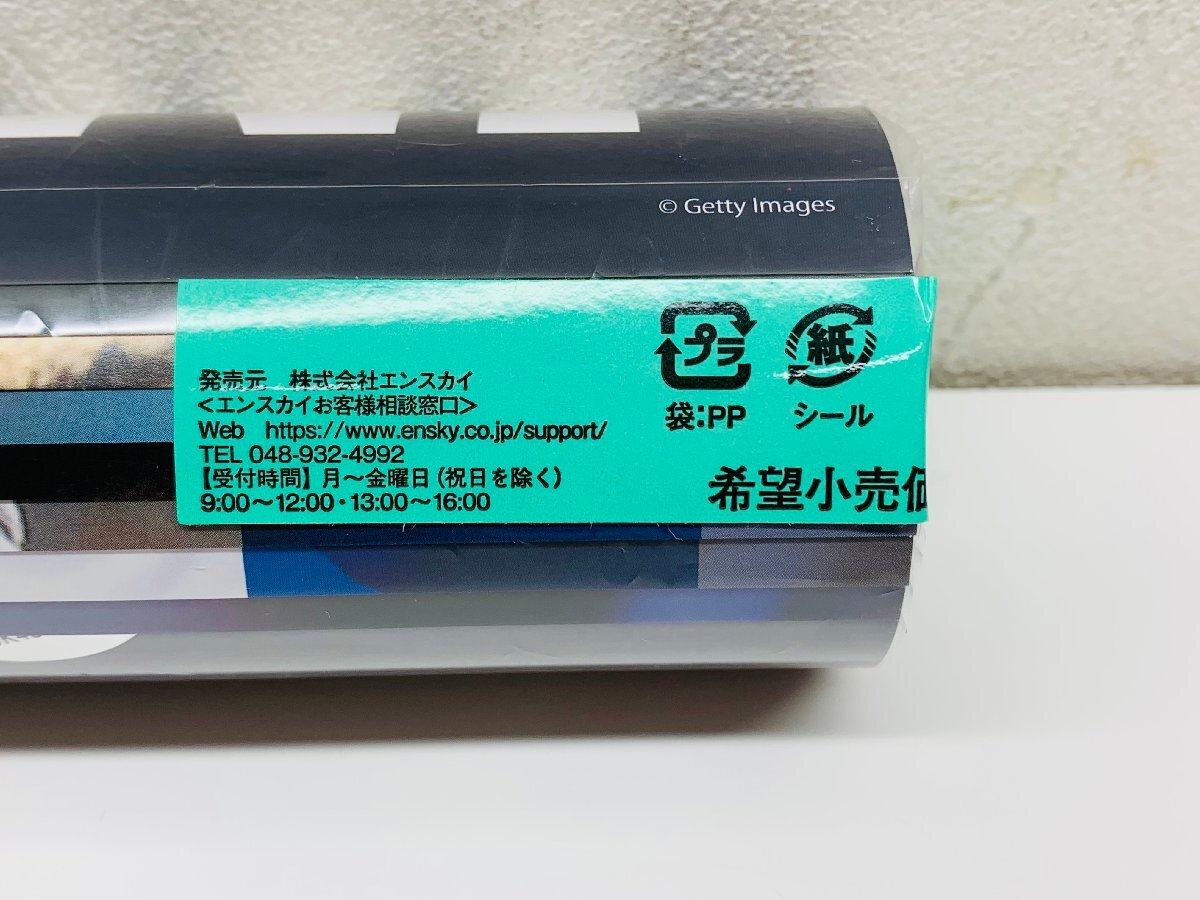 © Getty Images
発売元 株式会社エンスカイ
<エンスカイお客様相談窓口>
Web https://www.ensky.co.jp/support/
TEL 048-932-4992
【受付時間】月～金曜日(祝日を除く)
9:00～12:00・13:00～16:00
プラ
袋:PP
紙
シール
希望小売価